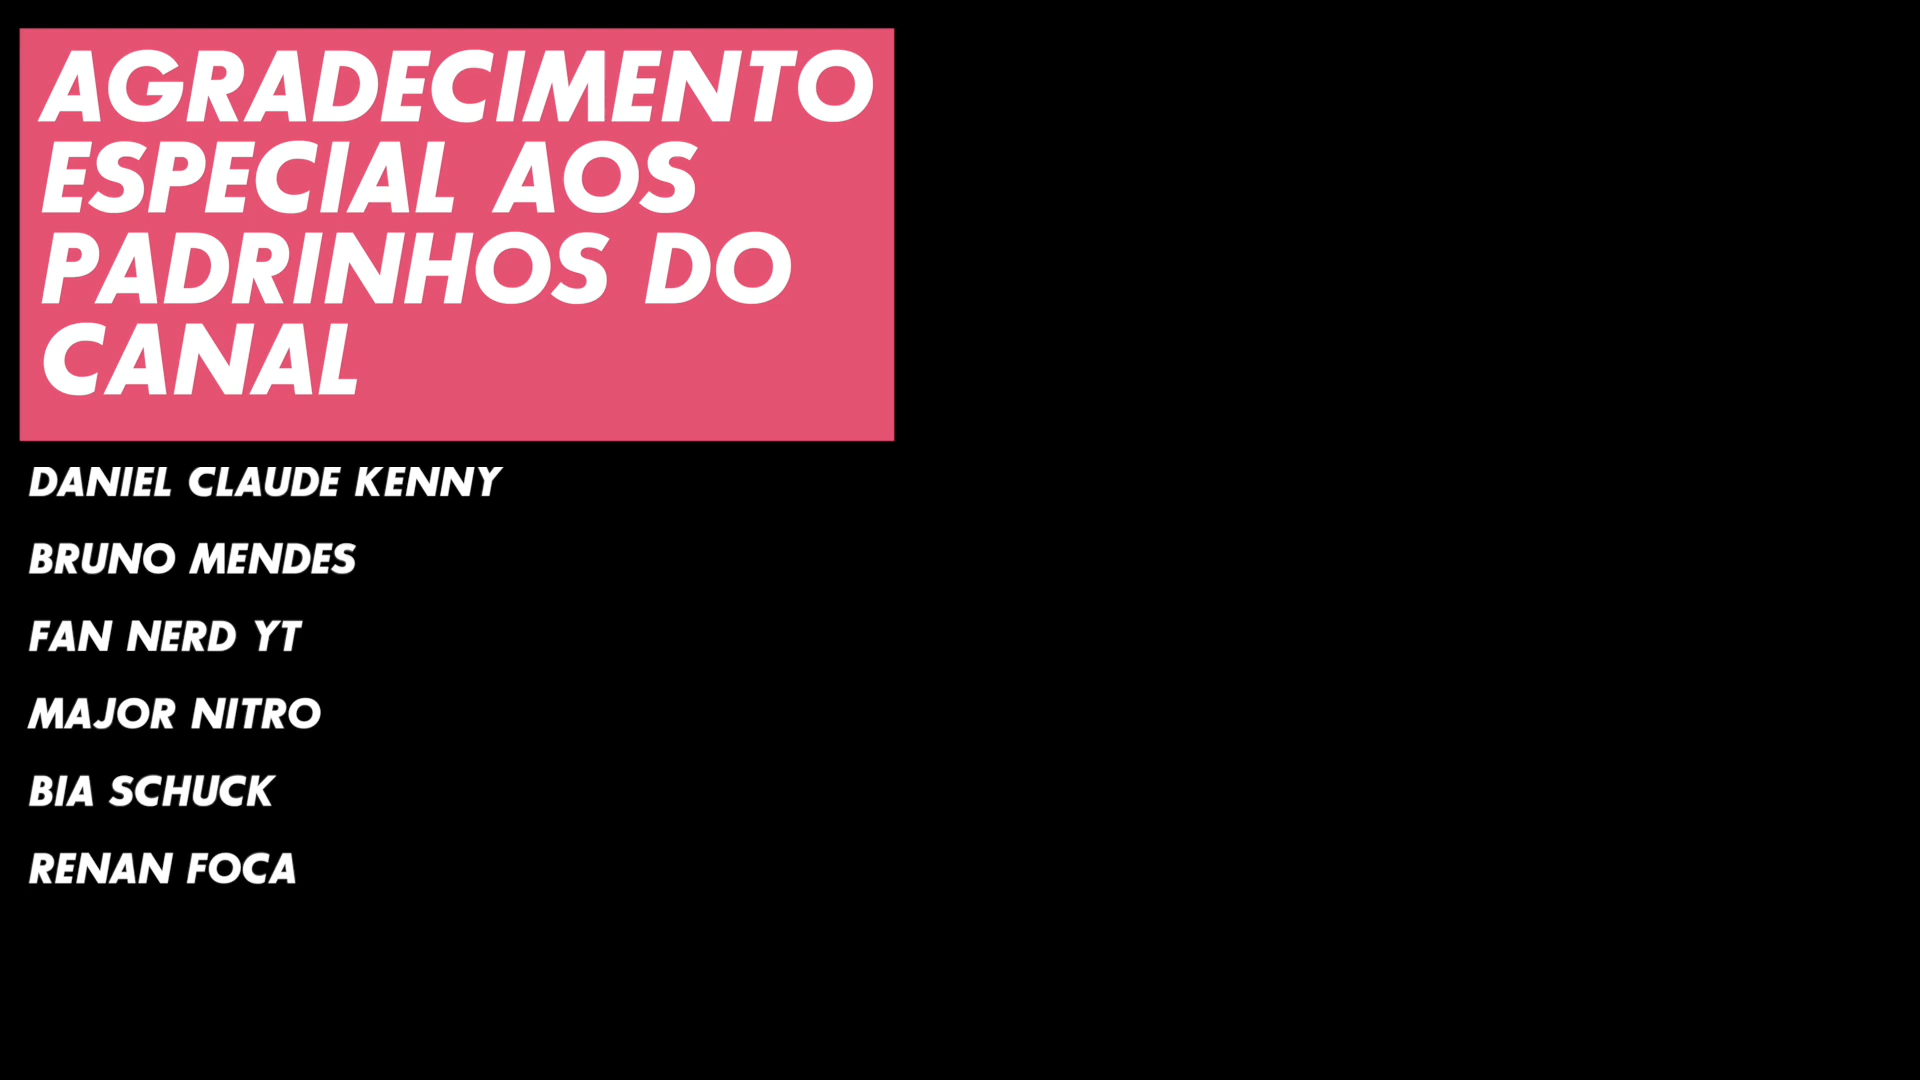 AGRADECIMENTO
ESPECIAL AOS
PADRINHOS DO
CANAL
DANIEL CLAUDE KENNY
BRUNO MENDES
FAN NERD YT
MAJOR NITRO
BIA SCHUCK
RENAN FOCA